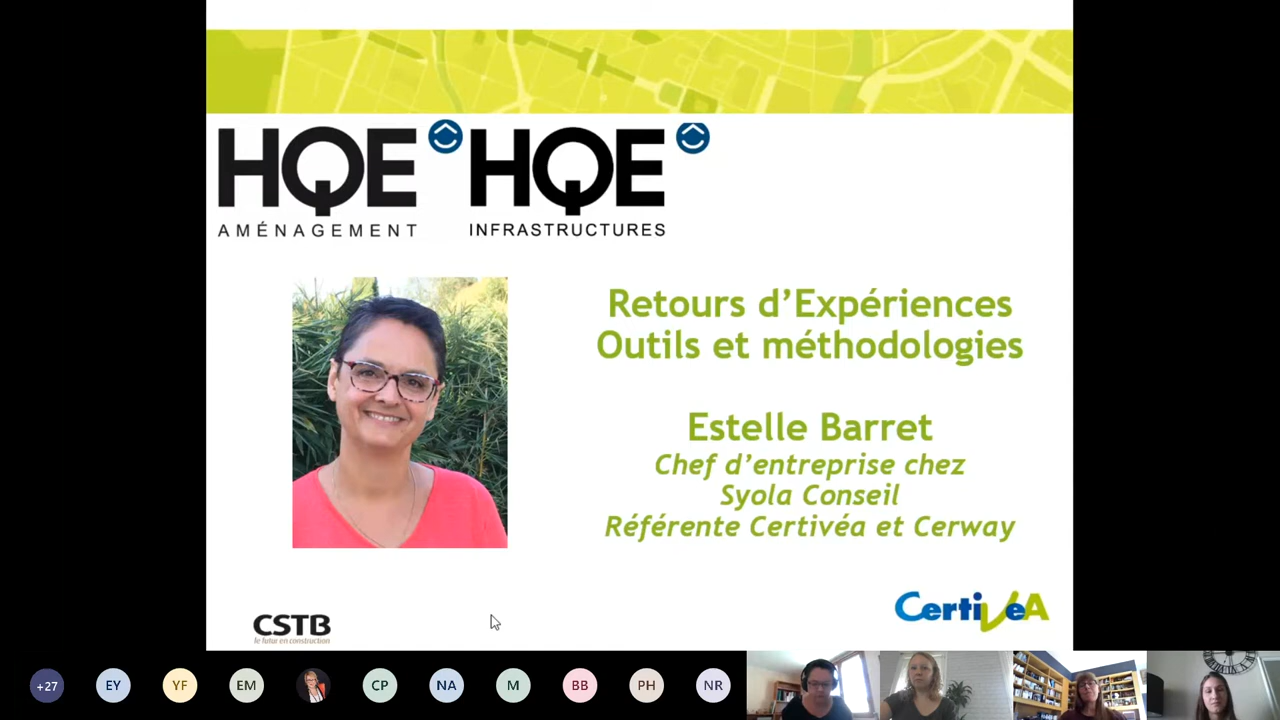 HQE HQE
AMÉNAGEMENT INFRASTRUCTURES
Retours d’Expériences
Outils et méthodologies
Estelle Barret
Chef d’entreprise chez
Syola Conseil
Référente Certivéa et Cerway
CSTB
le futur en construction
CertiVéA
+27 EY YF EM CP NA M BB PH NR